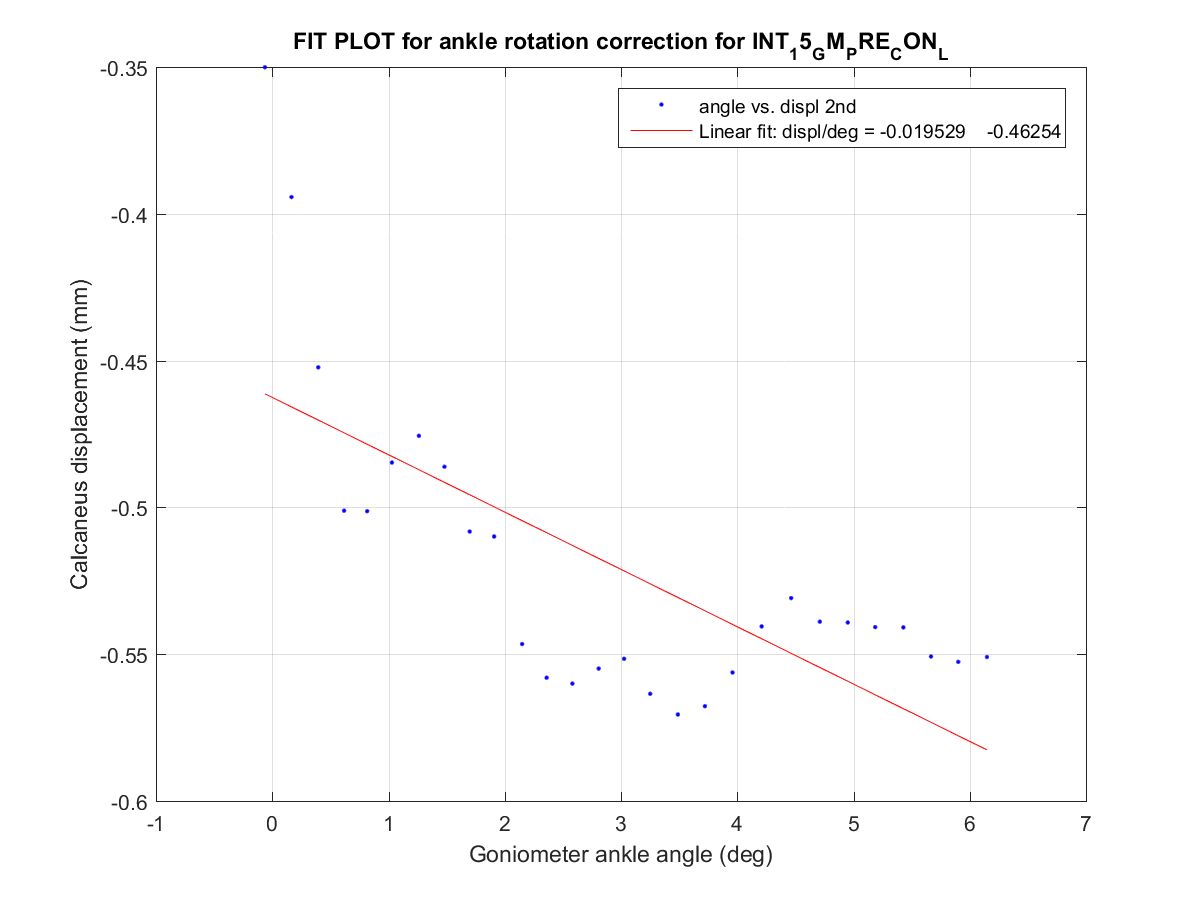 FIT PLOT for ankle rotation correction for INT₁5_GM_PRE_CON_L
-0.35
angle vs. displ 2nd
Linear fit: displ/deg = -0.019529 -0.46254
-0.4
-0.45
-0.5
-0.55
-0.6
Calcaneus displacement (mm)
-1 0 1 2 3 4 5 6 7
Goniometer ankle angle (deg)